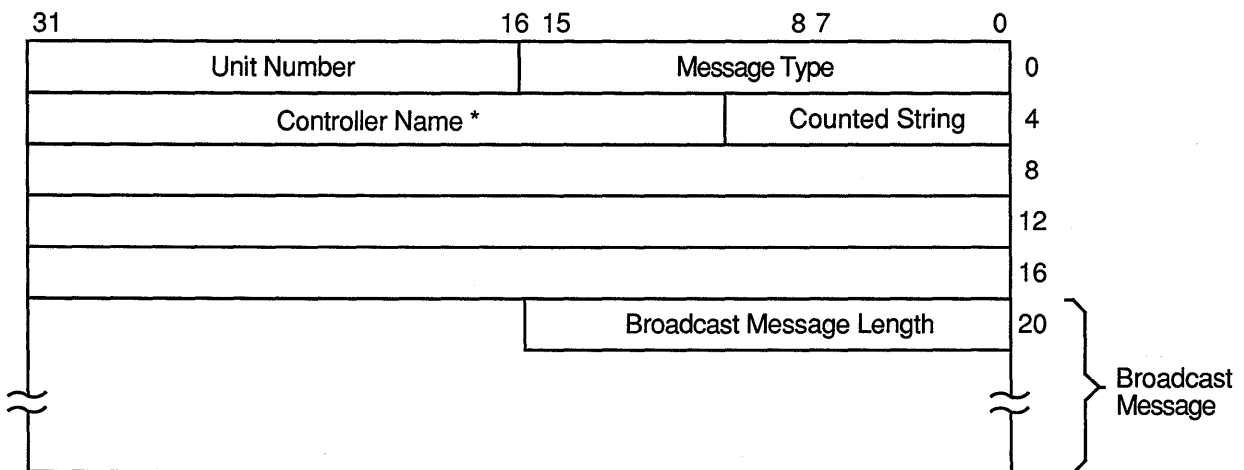 31 16 15 8 7 0
Unit Number Message Type 0
Controller Name * Counted String 4
8
12
16
Broadcast Message Length 20
Broadcast
Message